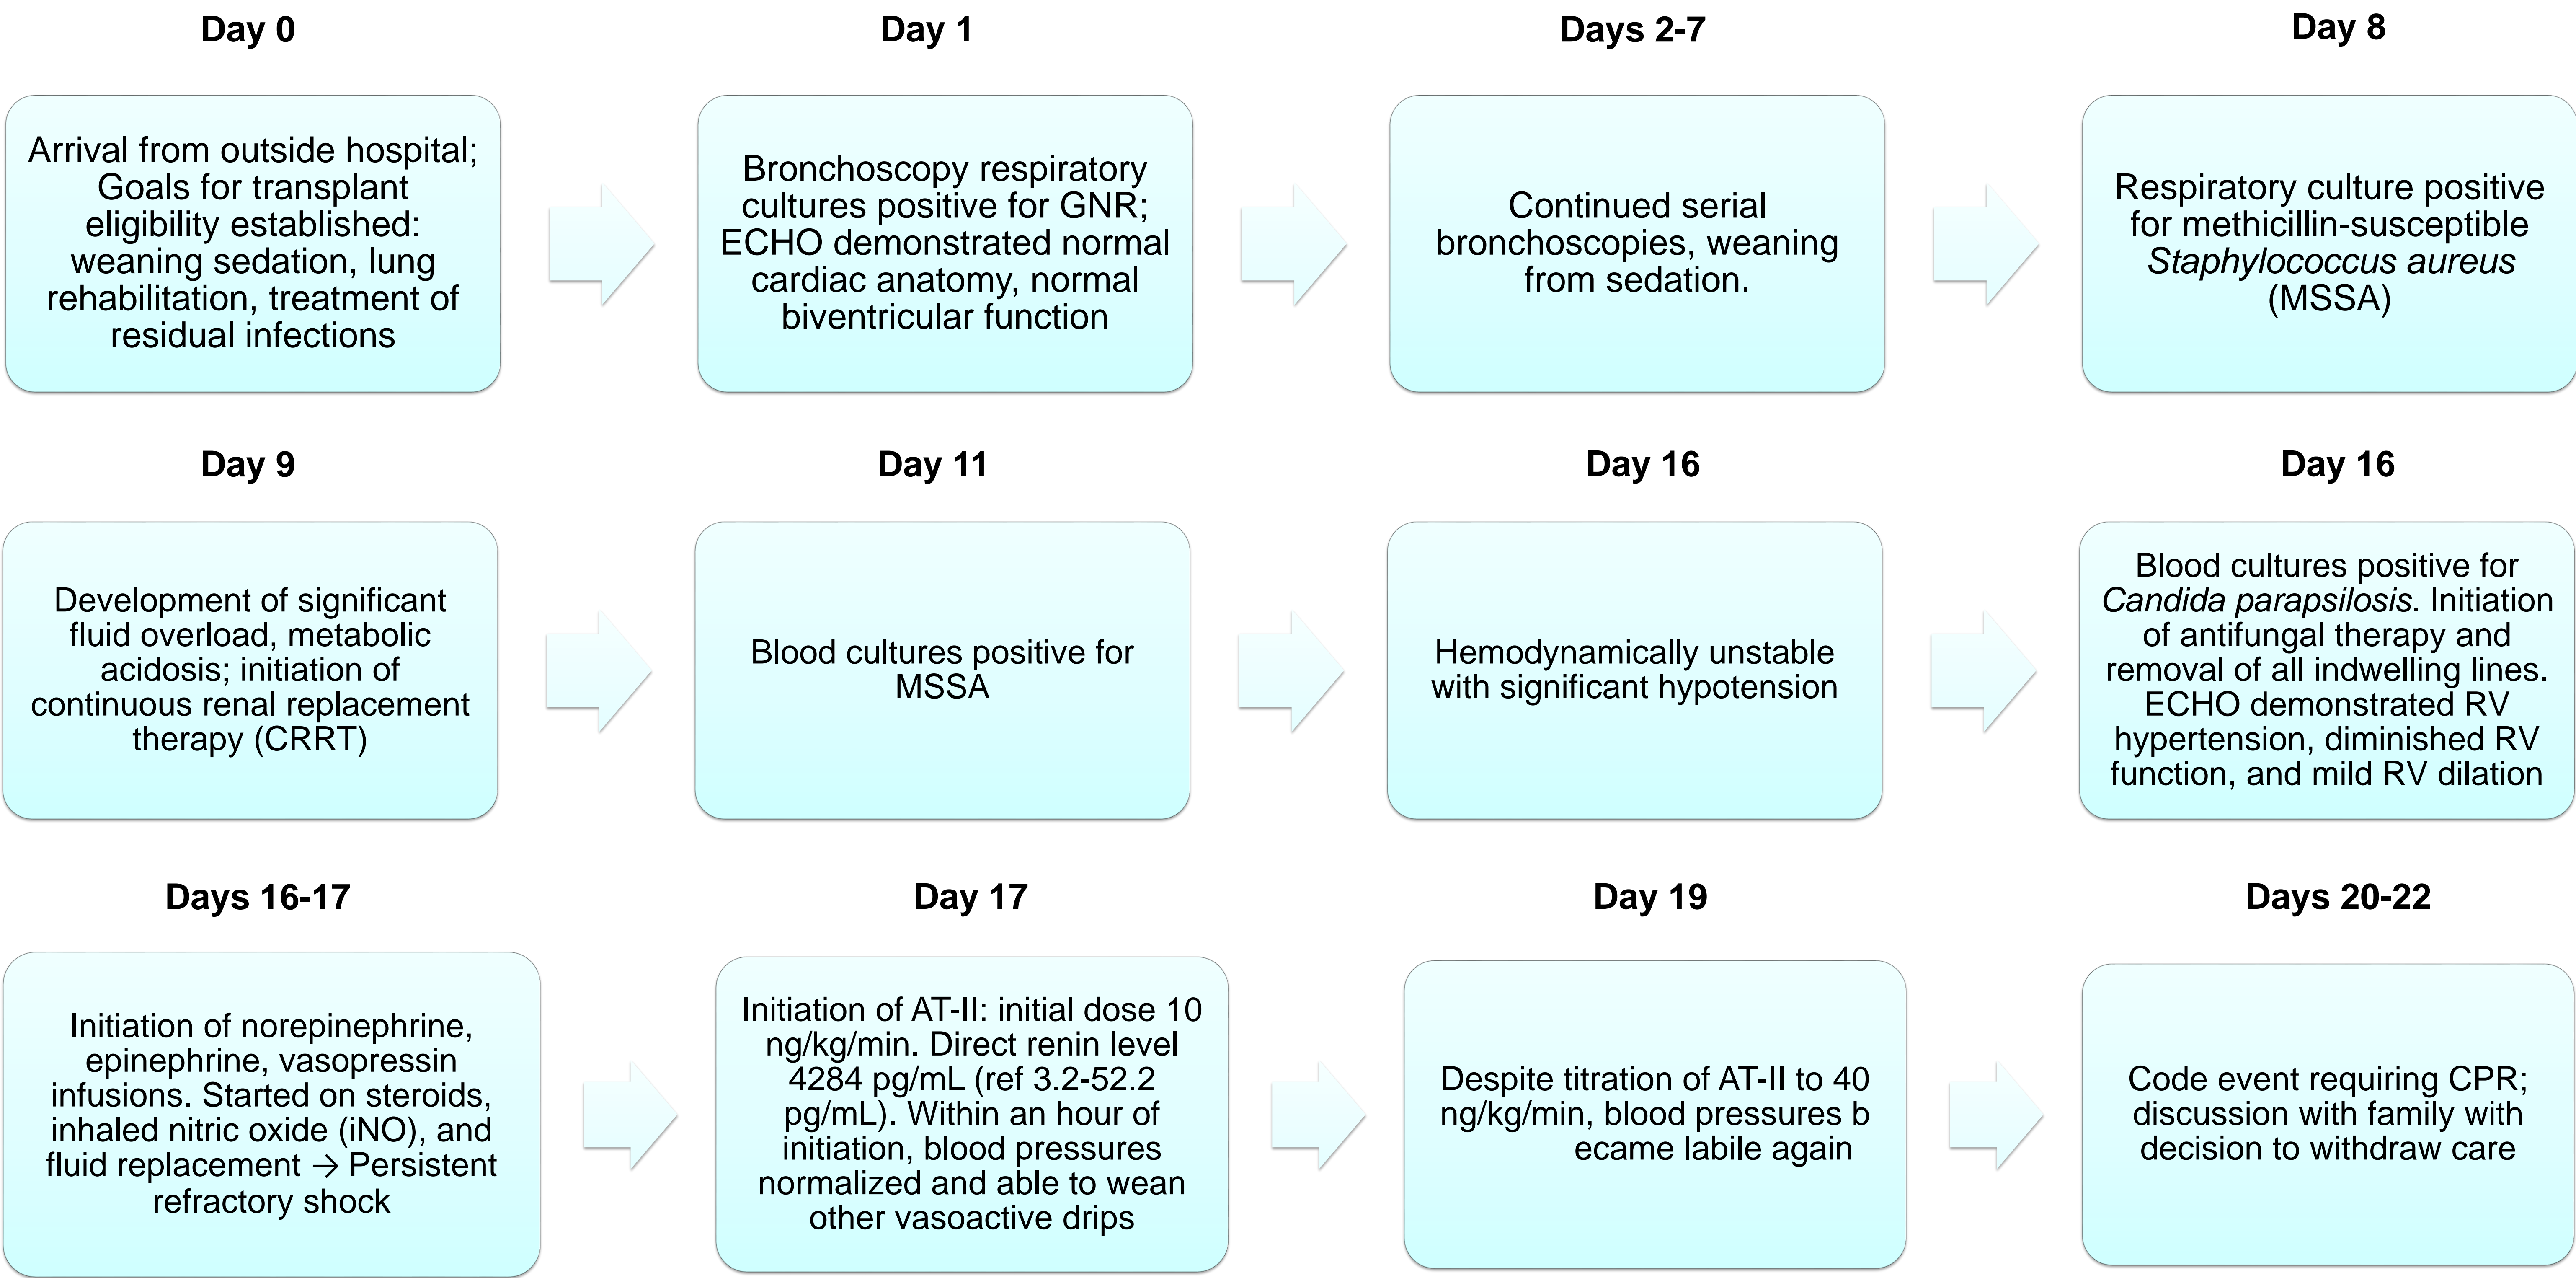 Day 0
Arrival from outside hospital;
Goals for transplant
eligibility established:
weaning sedation, lung
rehabilitation, treatment of
residual infections
Day 1
Bronchoscopy respiratory
cultures positive for GNR;
ECHO demonstrated normal
cardiac anatomy, normal
biventricular function
Days 2-7
Continued serial
bronchoscopies, weaning
from sedation.
Day 8
Respiratory culture positive
for methicillin-susceptible
Staphylococcus aureus
(MSSA)
Day 9
Development of significant
fluid overload, metabolic
acidosis; initiation of
continuous renal replacement
therapy (CRRT)
Day 11
Blood cultures positive for
MSSA
Day 16
Hemodynamically unstable
with significant hypotension
Day 16
Blood cultures positive for
Candida parapsilosis. Initiation
of antifungal therapy and
removal of all indwelling lines.
ECHO demonstrated RV
hypertension, diminished RV
function, and mild RV dilation
Days 16-17
Initiation of norepinephrine,
epinephrine, vasopressin
infusions. Started on steroids,
inhaled nitric oxide (iNO), and
fluid replacement → Persistent
refractory shock
Day 17
Initiation of AT-II: initial dose 10
ng/kg/min. Direct renin level
4284 pg/mL (ref 3.2-52.2
pg/mL). Within an hour of
initiation, blood pressures
normalized and able to wean
other vasoactive drips
Day 19
Despite titration of AT-II to 40
ng/kg/min, blood pressures b
ecame labile again
Days 20-22
Code event requiring CPR;
discussion with family with
decision to withdraw care